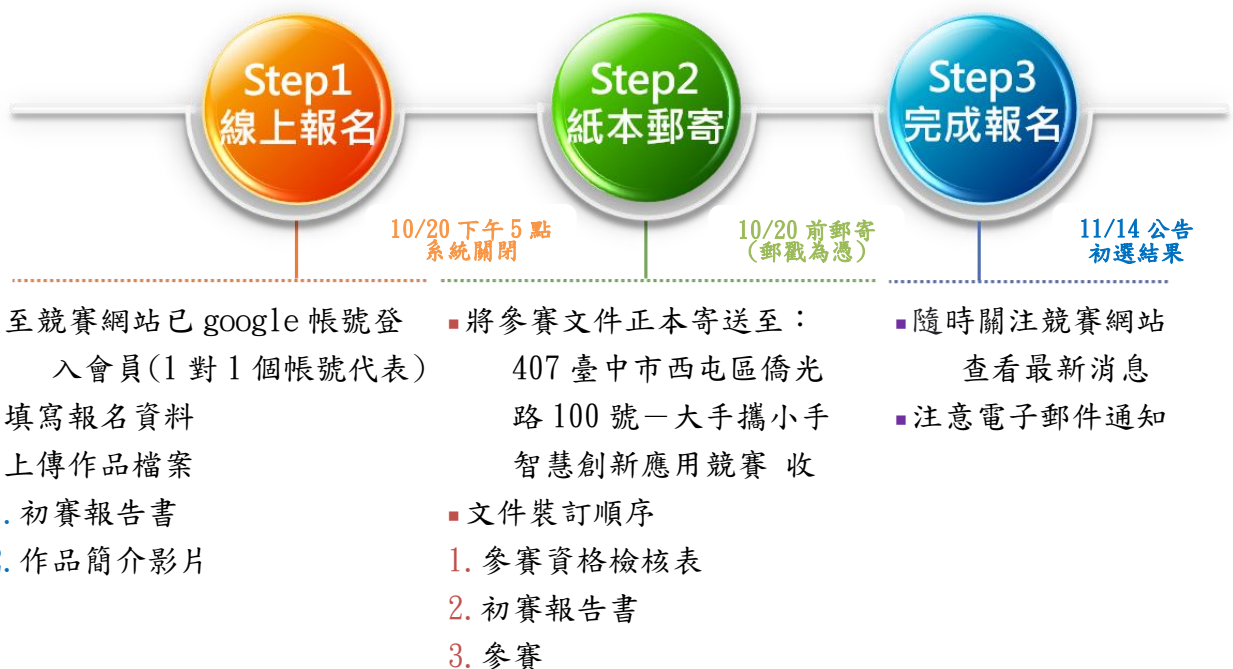 Step1
線上報名
Step2
紙本郵寄
Step3
完成報名
10/20 下午 5 點
系統關閉
10/20 前郵寄
(郵戳為憑)
11/14 公告
初選結果
至競賽網站已 google 帳號登
入會員(1 對 1 個帳號代表)
填寫報名資料
上傳作品檔案
. 初賽報告書
2. 作品簡介影片
▪將參賽文件正本寄送至：
407 臺中市西屯區僑光
路 100 號－大手攜小手
智慧創新應用競賽 收
▪文件裝訂順序
1. 參賽資格檢核表
2. 初賽報告書
3. 參賽
▪隨時關注競賽網站
查看最新消息
▪注意電子郵件通知